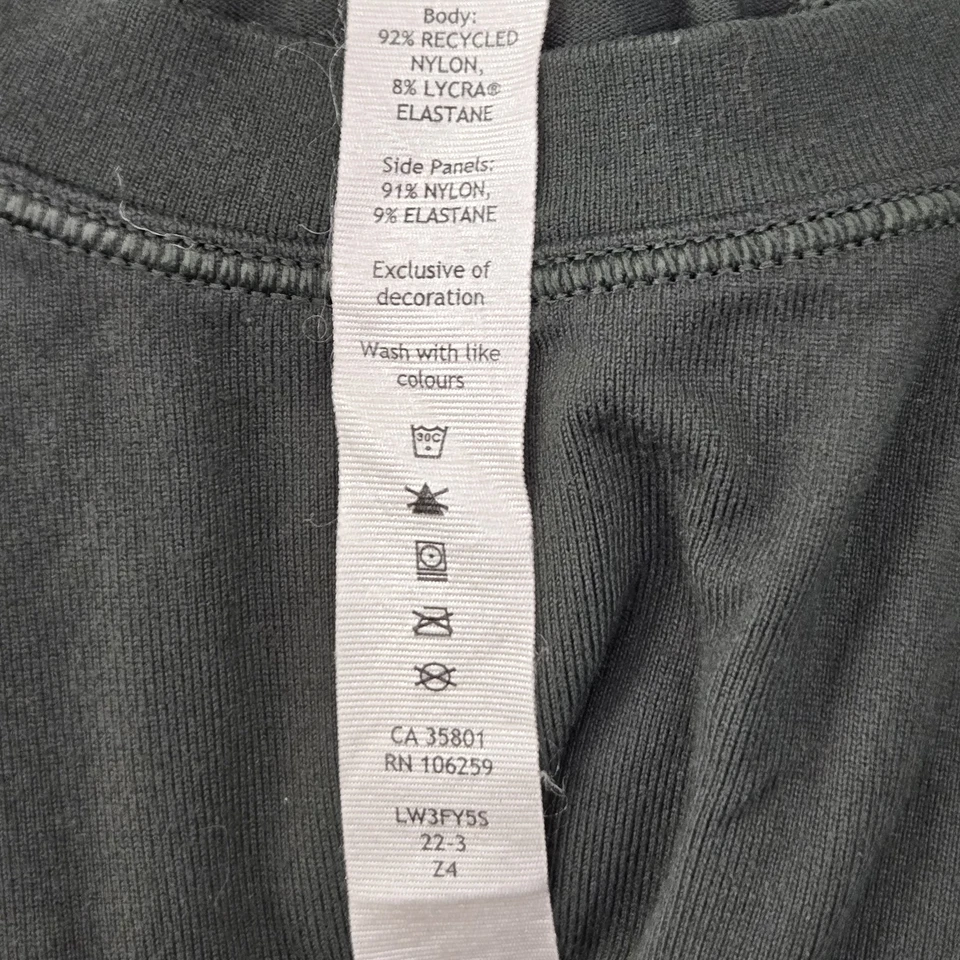 Body:
92% RECYCLED
NYLON,
8% LYCRA®
ELASTANE
Side Panels:
91% NYLON,
9% ELASTANE
Exclusive of
decoration
Wash with like
colours
30C
CA 35801
RN 106259
LW3FY5S
22-3
Z4